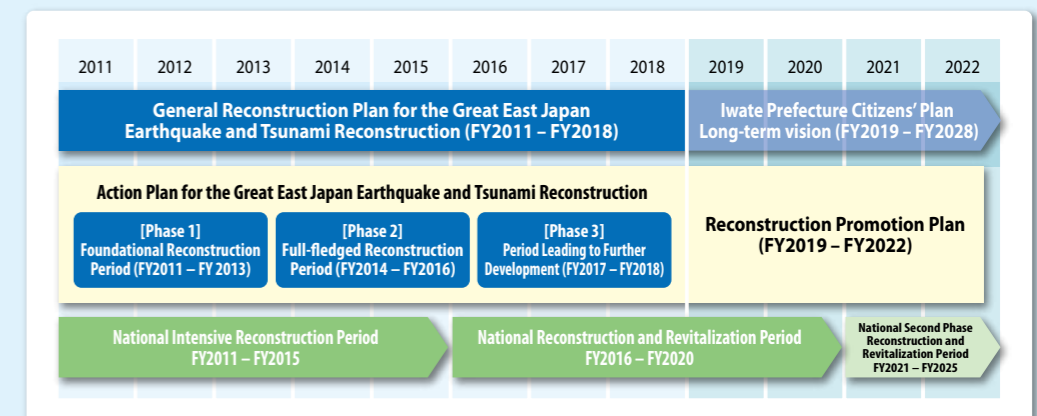 2011 2012 2013 2014 2015 2016 2017 2018 2019 2020 2021 2022
General Reconstruction Plan for the Great East Japan
Earthquake and Tsunami Reconstruction (FY2011 – FY2018)
Iwate Prefecture Citizens' Plan
Long-term vision (FY2019 – FY2028)
Action Plan for the Great East Japan Earthquake and Tsunami Reconstruction
[Phase 1]
Foundational Reconstruction
Period (FY2011 – FY 2013)
[Phase 2]
Full-fledged Reconstruction
Period (FY2014 – FY2016)
[Phase 3]
Period Leading to Further
Development (FY2017 – FY2018)
Reconstruction Promotion Plan
(FY2019 – FY2022)
National Intensive Reconstruction Period
FY2011 – FY2015
National Reconstruction and Revitalization Period
FY2016 – FY2020
National Second Phase
Reconstruction and
Revitalization Period
FY2021 – FY2025